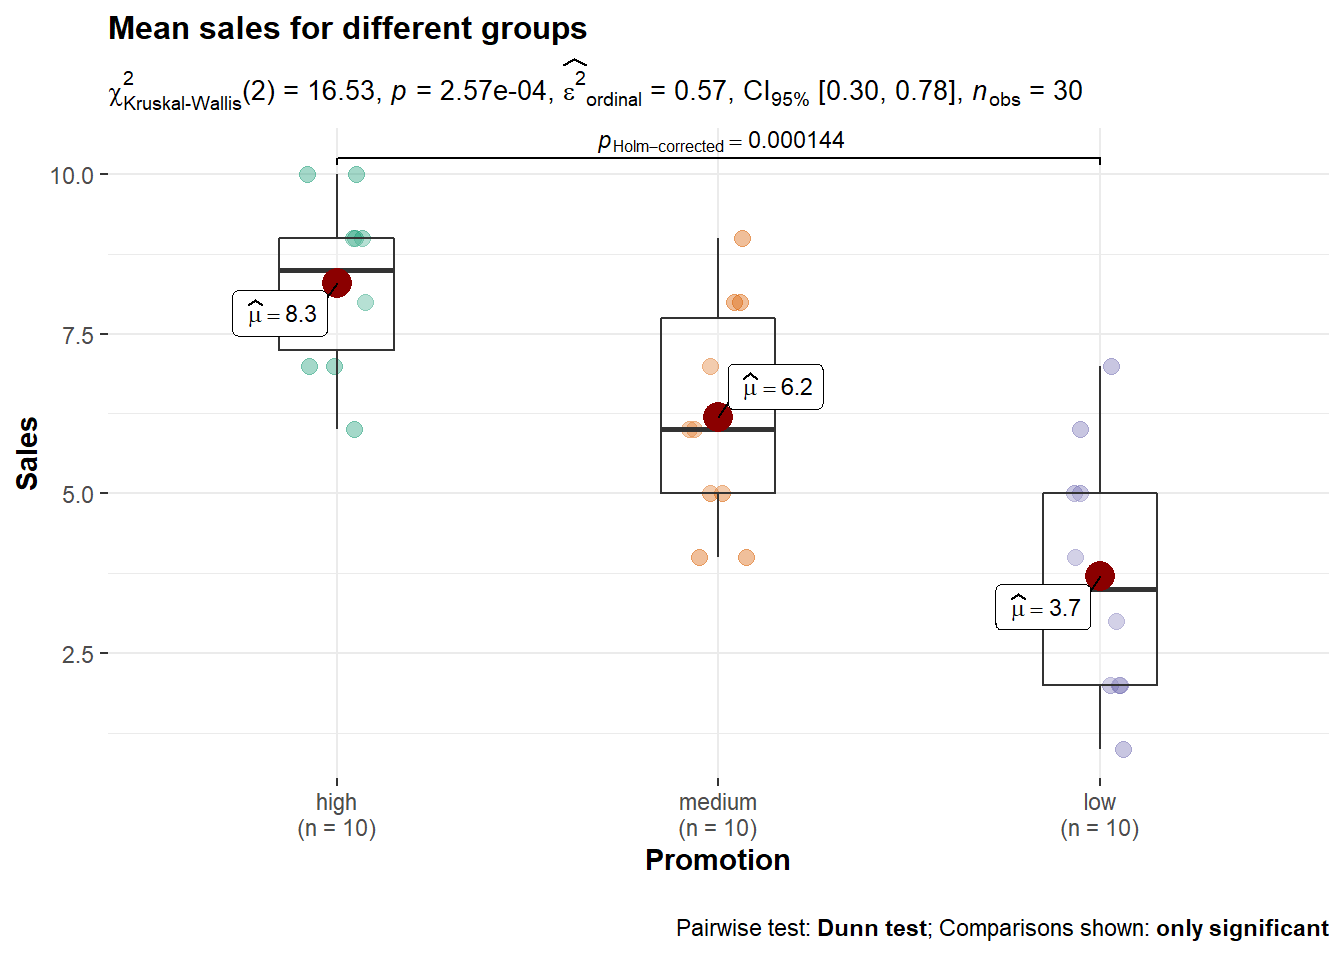 Mean sales for different groups
χ²Kruskal-Wallis(2) = 16.53, p = 2.57e-04, ε̂²ordinal = 0.57, CI95% [0.30, 0.78], nobs = 30
pHolm−corrected = 0.000144
10.0
7.5
5.0
2.5
Sales
μ̂ = 8.3
μ̂ = 6.2
μ̂ = 3.7
high
(n = 10)
medium
(n = 10)
low
(n = 10)
Promotion
Pairwise test: Dunn test; Comparisons shown: only significant